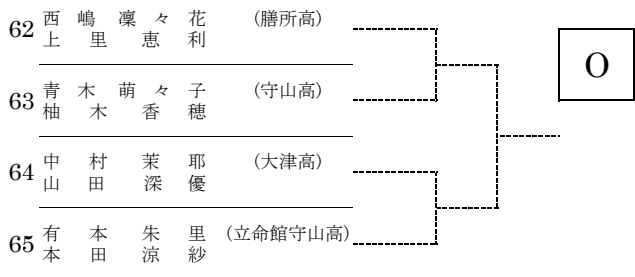 62 西嶋凜々花 (膳所高)
上里恵利
O
63 青木萌々子 (守山高)
柚木香穂
64 中村茉耶 (大津高)
山田深優
65 有本朱里 (立命館守山高)
本田涼紗